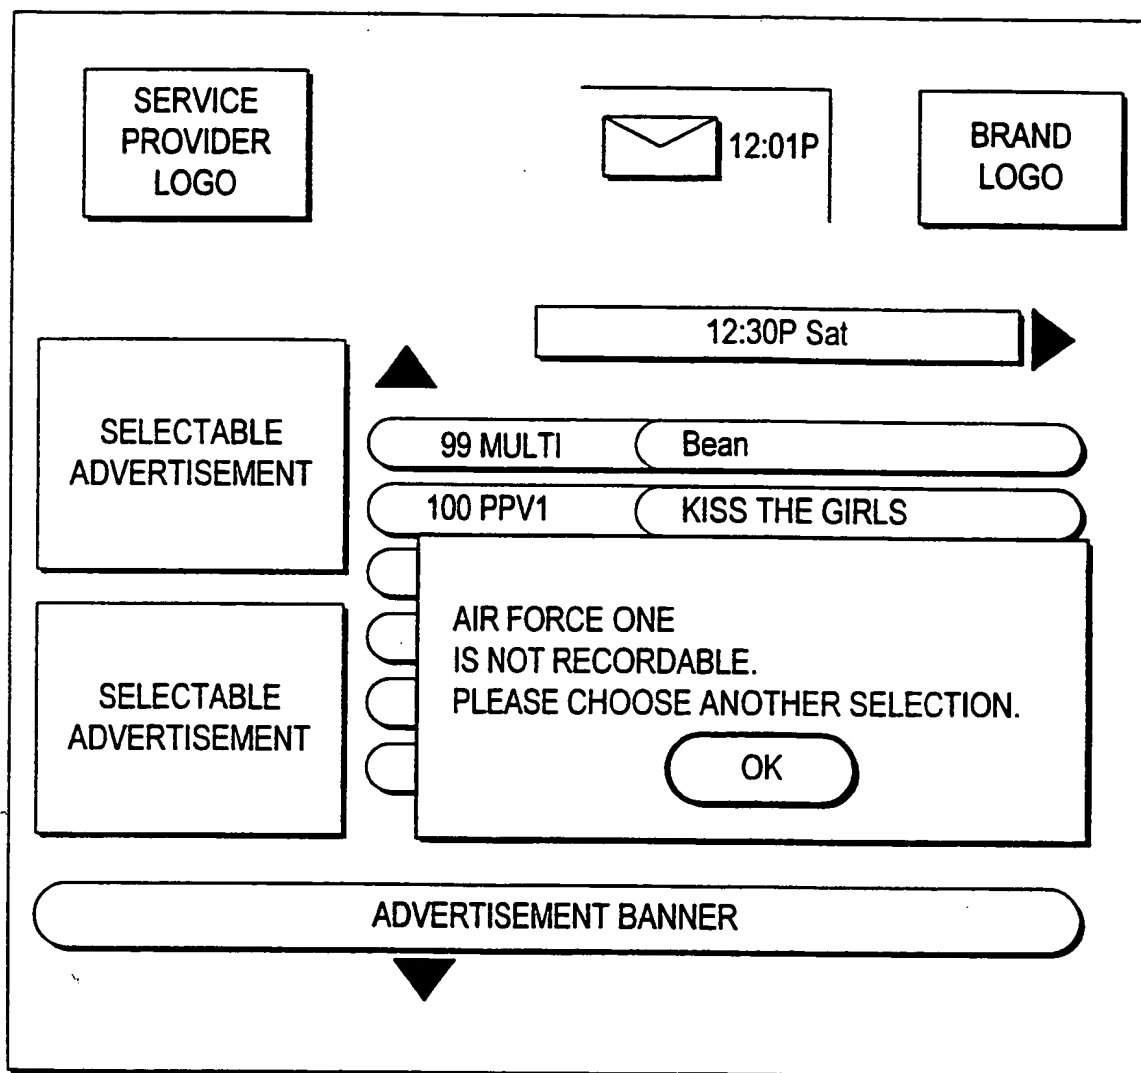 SERVICE
PROVIDER
LOGO
12:01P
BRAND
LOGO
12:30P Sat
SELECTABLE
ADVERTISEMENT
99 MULTI Bean
100 PPV1 KISS THE GIRLS
AIR FORCE ONE
IS NOT RECORDABLE.
PLEASE CHOOSE ANOTHER SELECTION.
OK
SELECTABLE
ADVERTISEMENT
ADVERTISEMENT BANNER